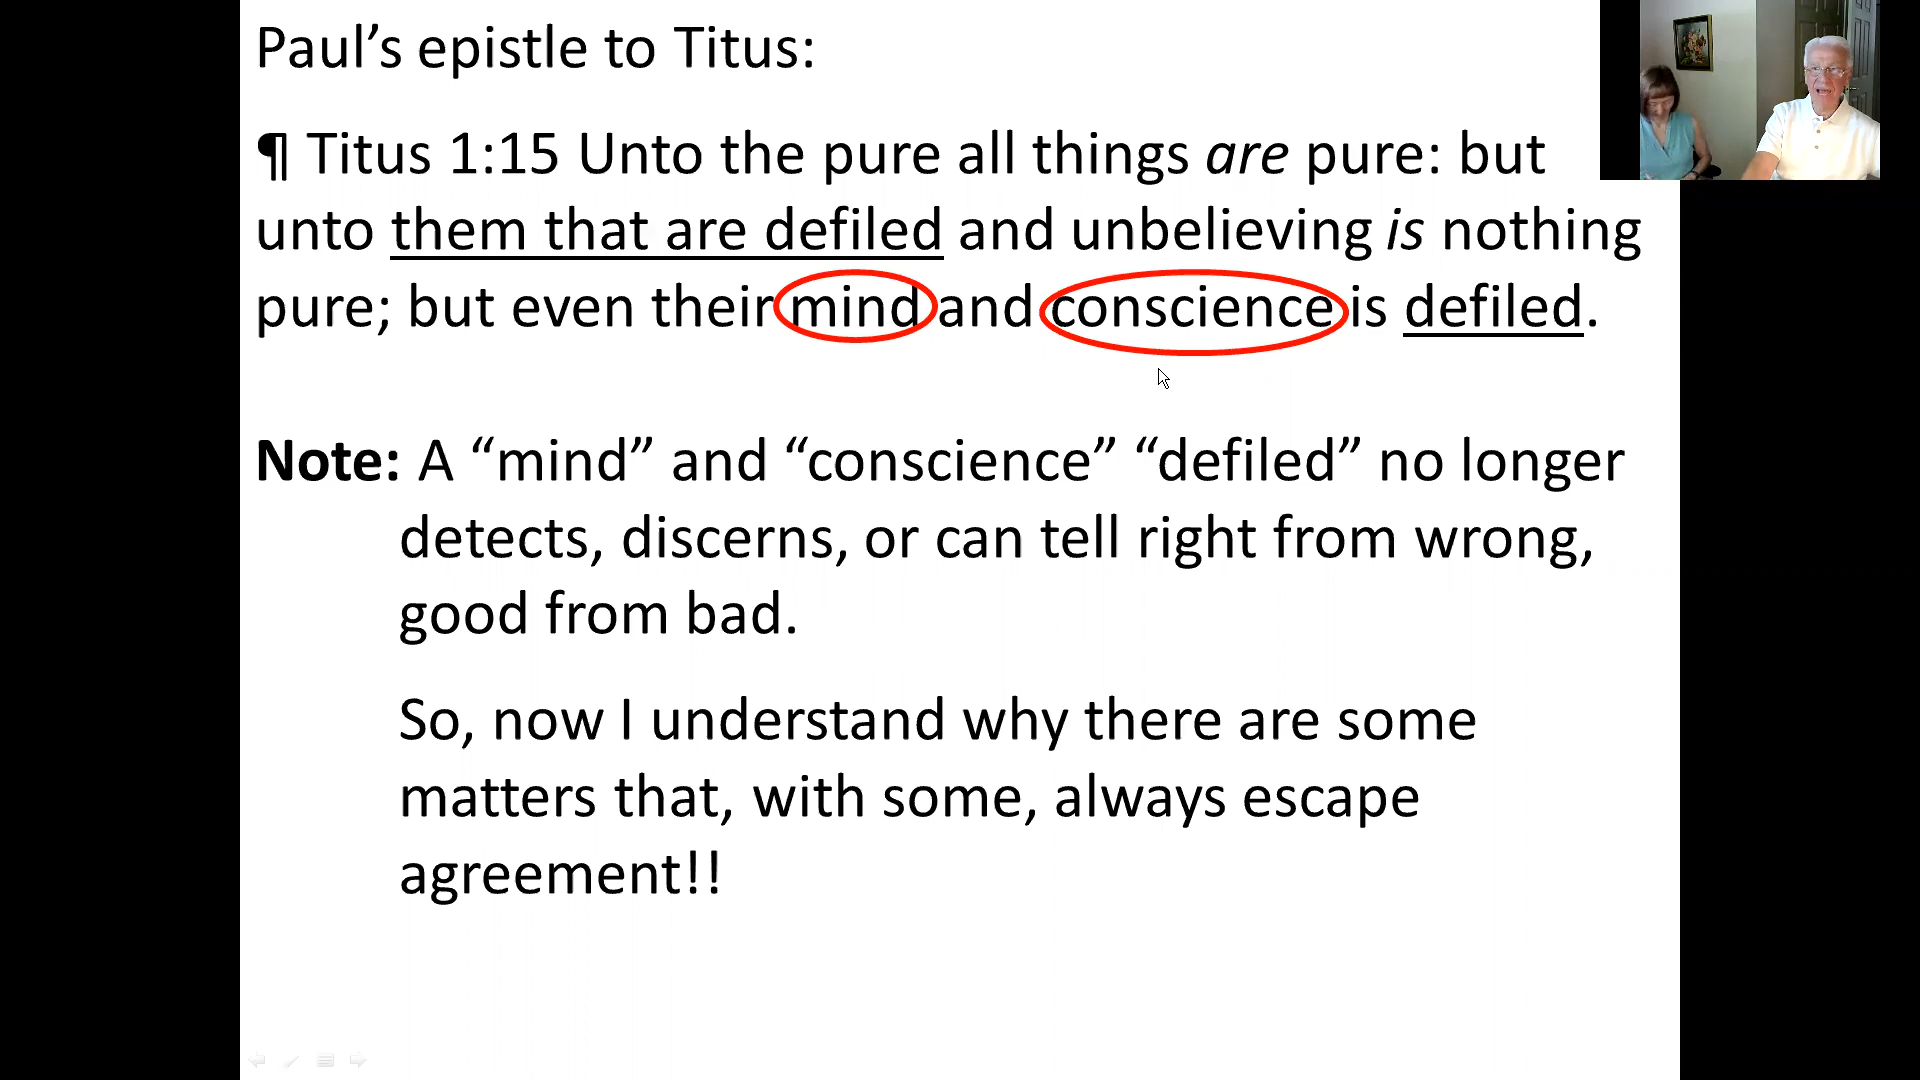 Paul’s epistle to Titus:
¶ Titus 1:15 Unto the pure all things are pure: but
unto them that are defiled and unbelieving is nothing
pure; but even their mind and conscience is defiled.
Note: A “mind” and “conscience” “defiled” no longer
detects, discerns, or can tell right from wrong,
good from bad.
So, now I understand why there are some
matters that, with some, always escape
agreement!!